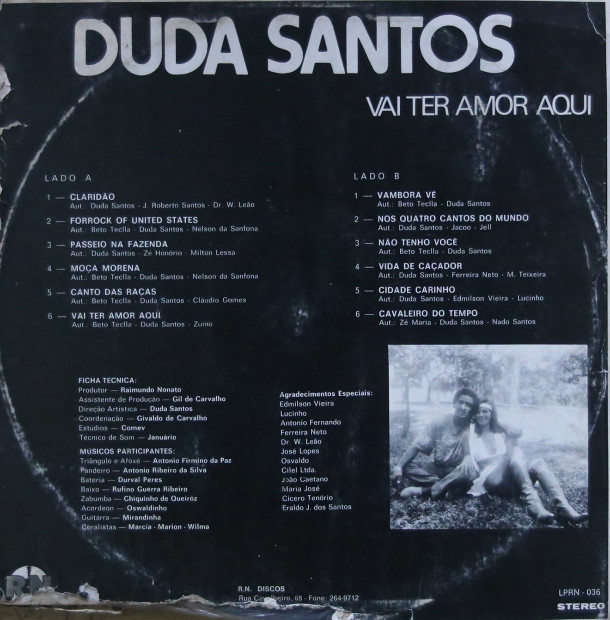 DUDA SANTOS
VAI TER AMOR AQUI
LADO A
1 — CLARIDÃO
Aut.: Duda Santos - J. Roberto Santos - Dr. W. Leão
2 — FORROCK OF UNITED STATES
Aut.: Beto Teclla - Duda Santos - Nelson da Sanfona
3 — PASSEIO NA FAZENDA
Aut.: Duda Santos - Zé Honório - Milton Lessa
4 — MOÇA MORENA
Aut.: Beto Teclla - Duda Santos - Nelson da Sanfona
5 — CANTO DAS RAÇAS
Aut.: Beto Teclla - Duda Santos - Cláudio Gomes
6 — VAI TER AMOR AQUI
Aut.: Beto Teclla - Duda Santos - Zuino
LADO B
1 — VAMBORA VÊ
Aut.: Beto Teclla - Duda Santos
2 — NOS QUATRO CANTOS DO MUNDO
Aut.: Duda Santos - Jacoo - Jell
3 — NÃO TENHO VOCÊ
Aut.: Beto Teclla - Duda Santos
4 — VIDA DE CAÇADOR
Aut.: Duda Santos - Ferreira Neto - M. Teixeira
5 — CIDADE CARINHO
Aut.: Duda Santos - Edmilson Vieira - Lucinho
6 — CAVALEIRO DO TEMPO
Aut.: Zé Maria - Duda Santos - Nado Santos
FICHA TECNICA:
Produtor — Raimundo Nonato
Assistente de Produção — Gil de Carvalho
Direção Artística — Duda Santos
Coordenação — Givaldo de Carvalho
Estúdios — Comev
Técnico de Som — Januário
MUSICOS PARTICIPANTES:
Triângulo e Afoxé — Antonio Firmino da Paz
Pandeiro — Antonio Ribeiro da Silva
Bateria — Durval Peres
Baixo — Rufino Guerra Ribeiro
Zabumba — Chiquinho de Queiróz
Acordeon — Oswaldinho
Guitarra — Mirandinha
Coralistas — Marcia - Marion - Wilma
Agradecimentos Especiais:
Edmilson Vieira
Lucinho
Antonio Fernando
Ferreira Neto
Dr. W. Leão
José Lopes
Osvaldo
Cilel Ltda.
João Caetano
Maria José
Cícero Tenório
Eraldo J. dos Santos
R.N.
R.N. DISCOS
Rua Cavalheiro, 68 - Fone: 264-9712
LPRN - 036
STEREO